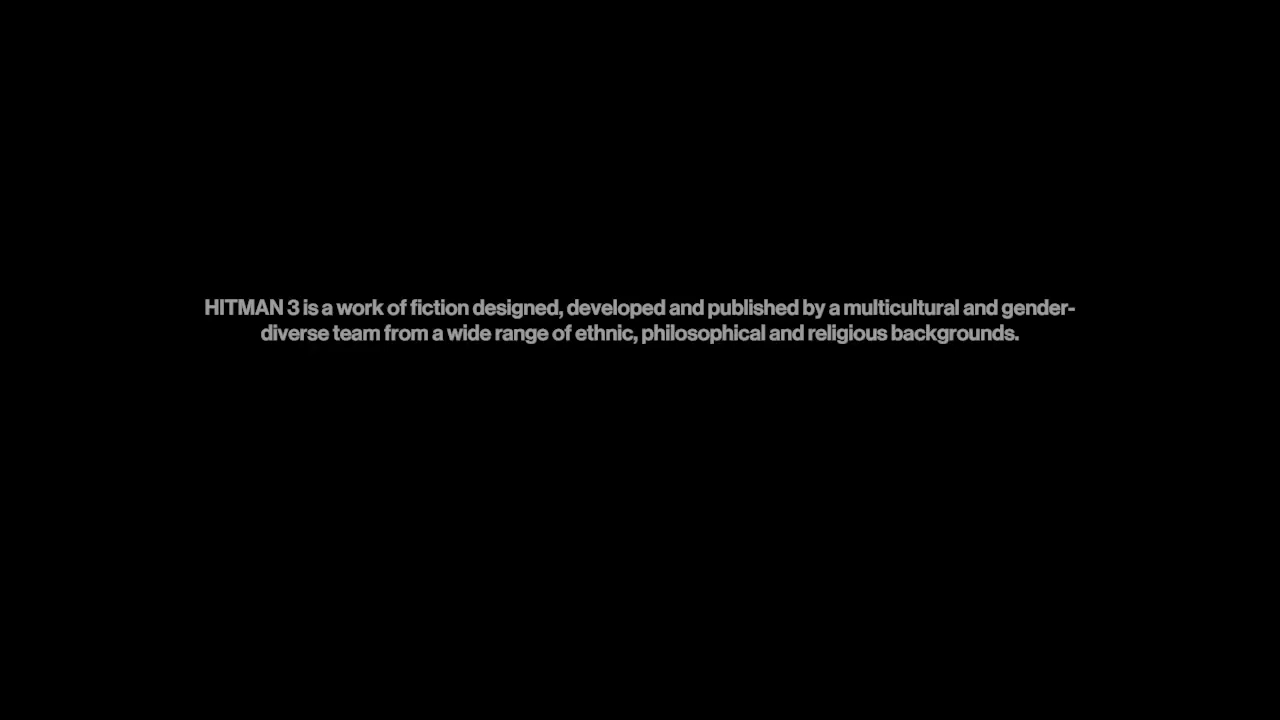 HITMAN 3 is a work of fiction designed, developed and published by a multicultural and gender-
diverse team from a wide range of ethnic, philosophical and religious backgrounds.